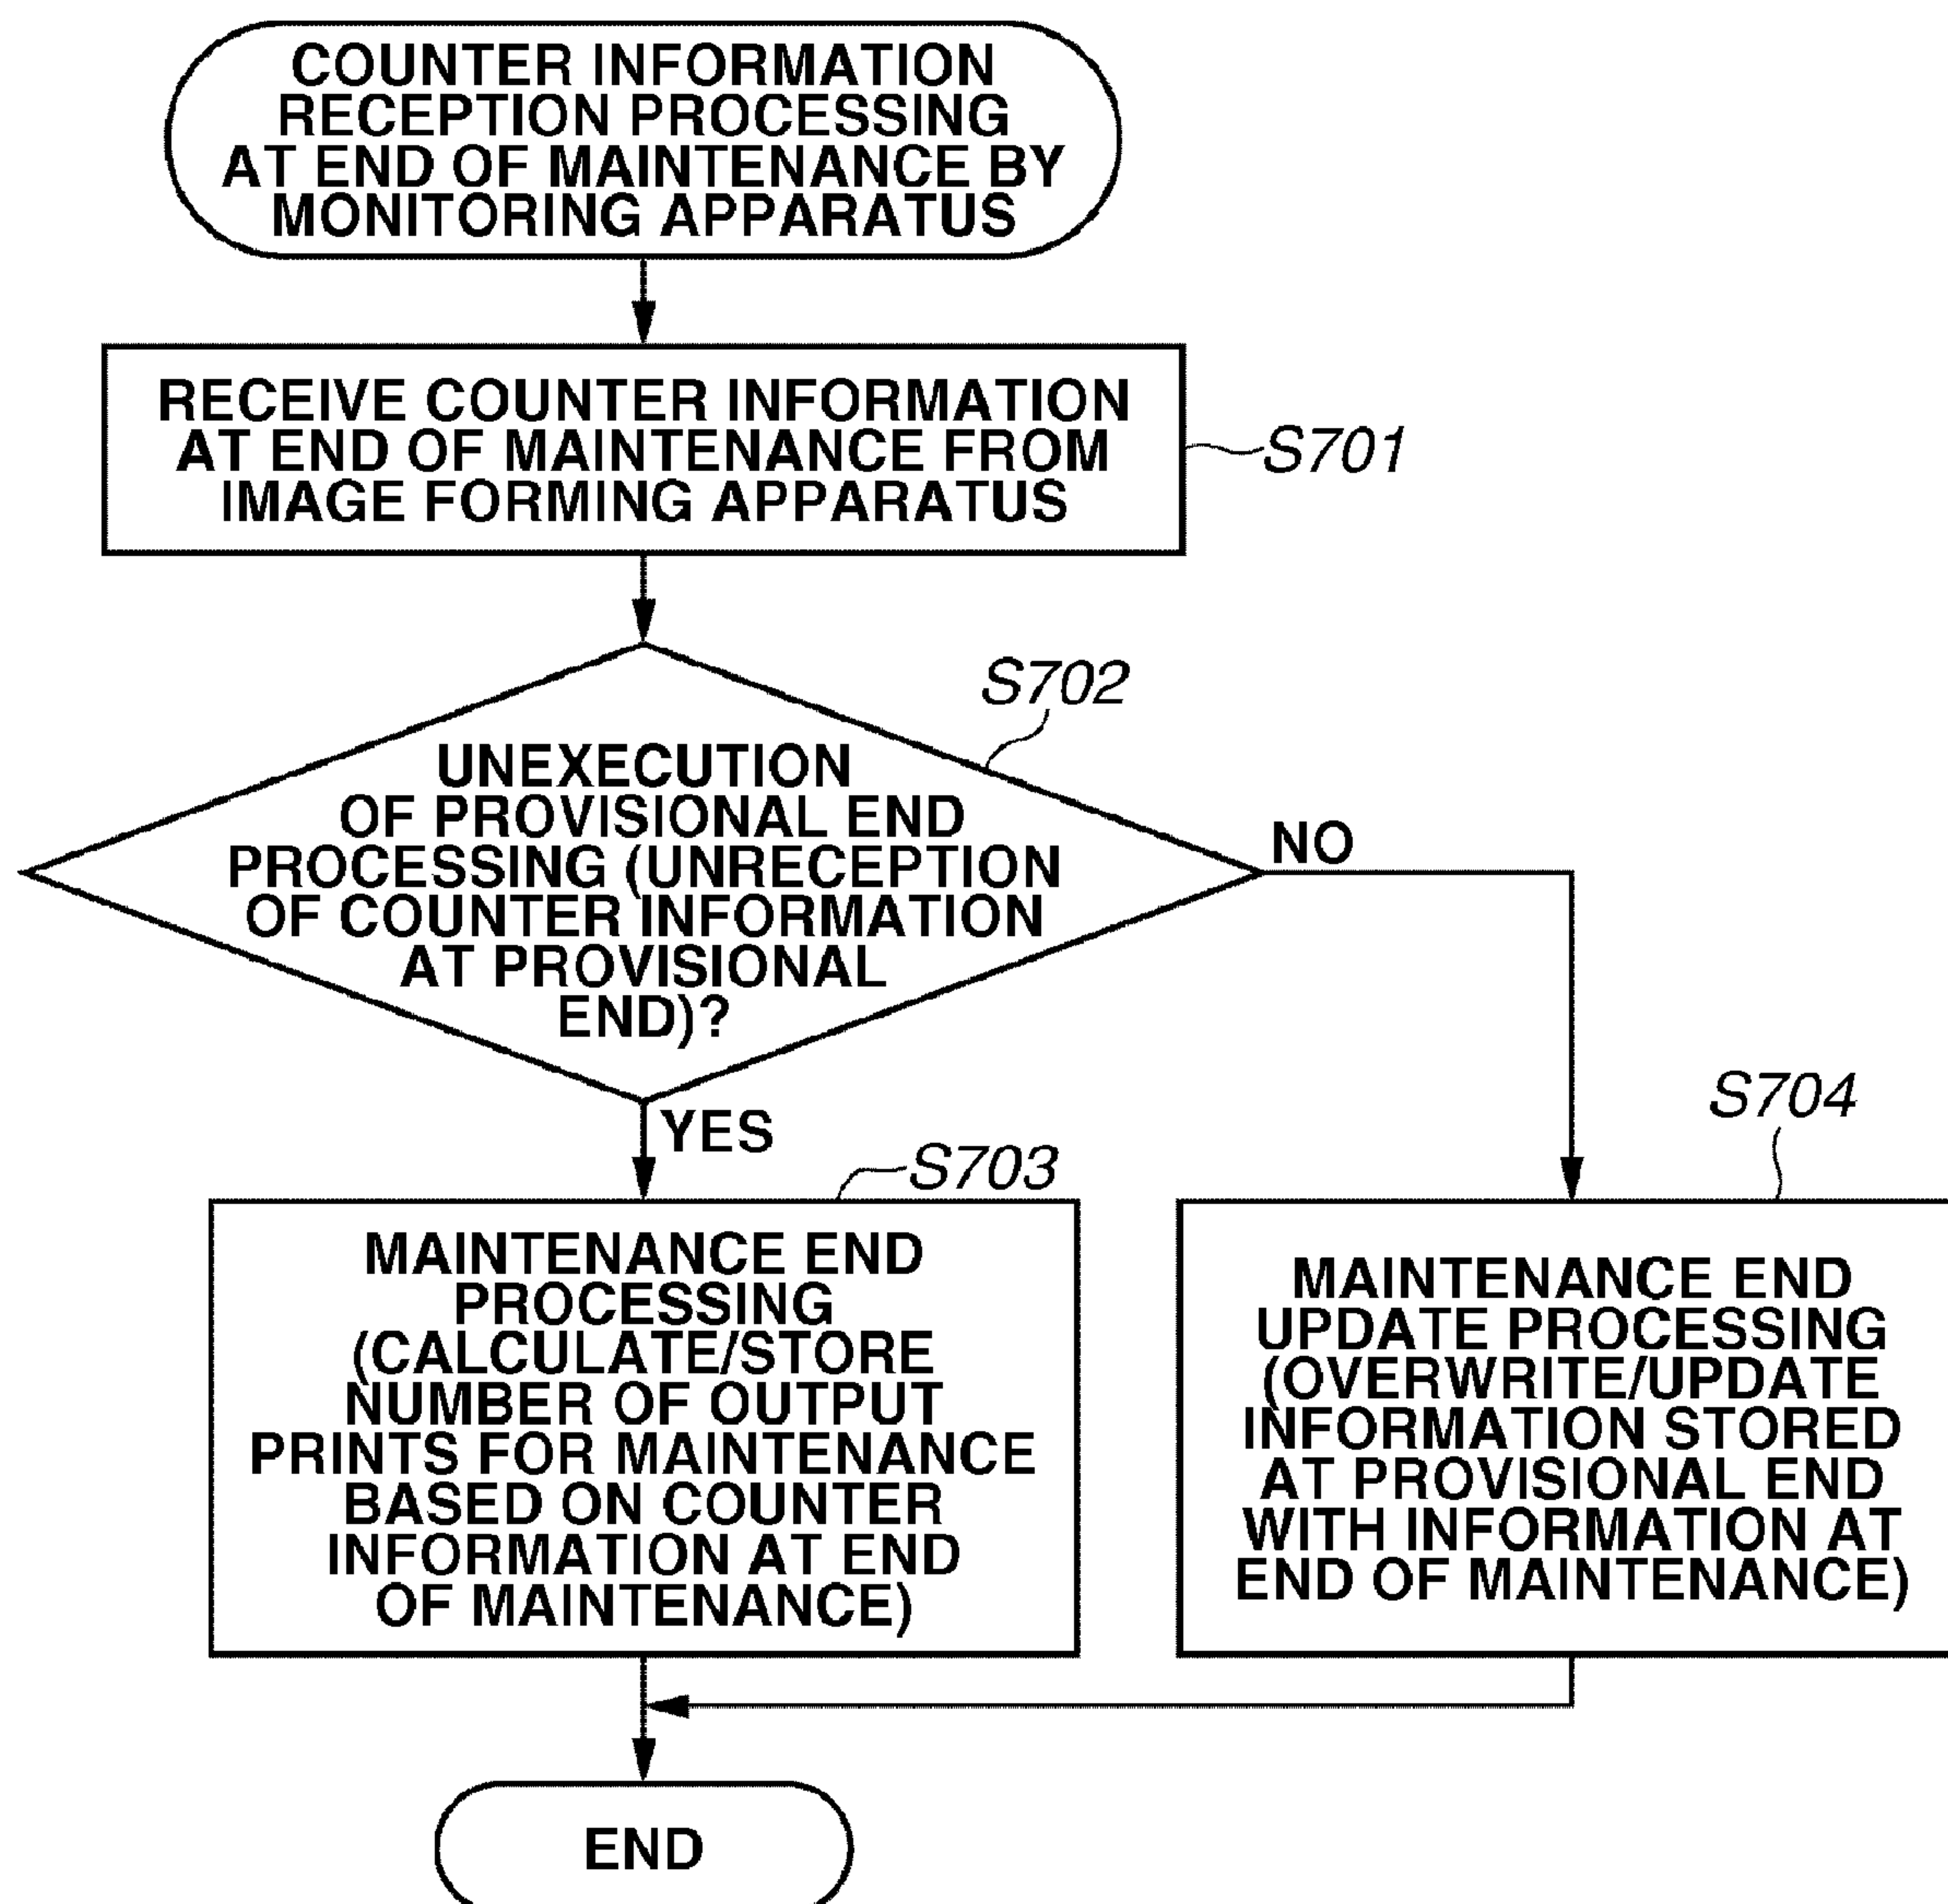 COUNTER INFORMATION
RECEPTION PROCESSING
AT END OF MAINTENANCE BY
MONITORING APPARATUS
RECEIVE COUNTER INFORMATION
AT END OF MAINTENANCE FROM
IMAGE FORMING APPARATUS
S701
S702
UNEXECUTION
OF PROVISIONAL END
PROCESSING (UNRECEPTION
OF COUNTER INFORMATION
AT PROVISIONAL
END)?
NO
YES
S703
MAINTENANCE END
PROCESSING
(CALCULATE/STORE
NUMBER OF OUTPUT
PRINTS FOR MAINTENANCE
BASED ON COUNTER
INFORMATION AT END
OF MAINTENANCE)
S704
MAINTENANCE END
UPDATE PROCESSING
(OVERWRITE/UPDATE
INFORMATION STORED
AT PROVISIONAL END
WITH INFORMATION AT
END OF MAINTENANCE)
END